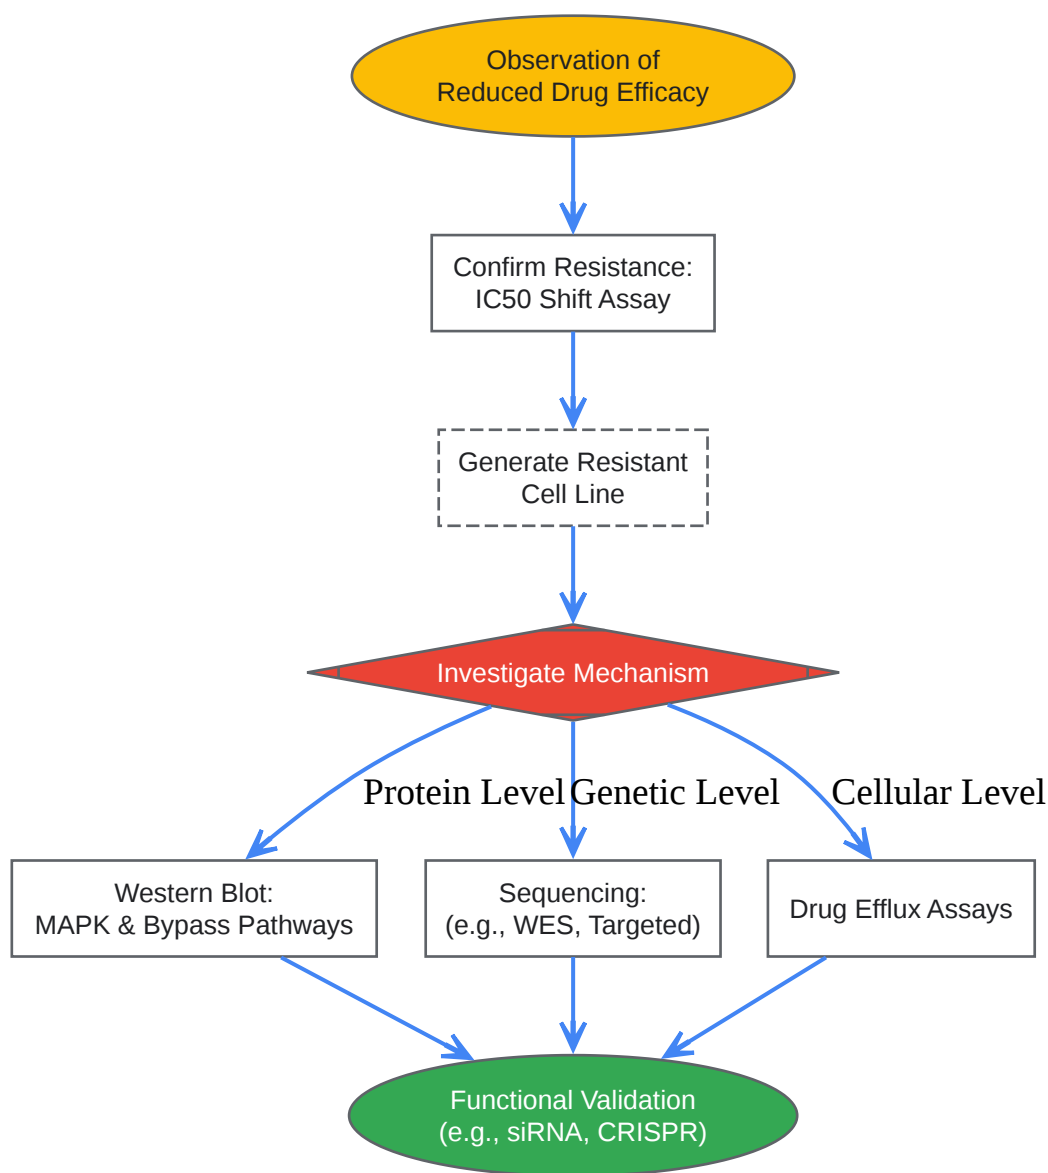 Observation of
Reduced Drug Efficacy
Confirm Resistance:
IC50 Shift Assay
Generate Resistant
Cell Line
Investigate Mechanism
Protein Level
Genetic Level
Cellular Level
Western Blot:
MAPK & Bypass Pathways
Sequencing:
(e.g., WES, Targeted)
Drug Efflux Assays
Functional Validation
(e.g., siRNA, CRISPR)